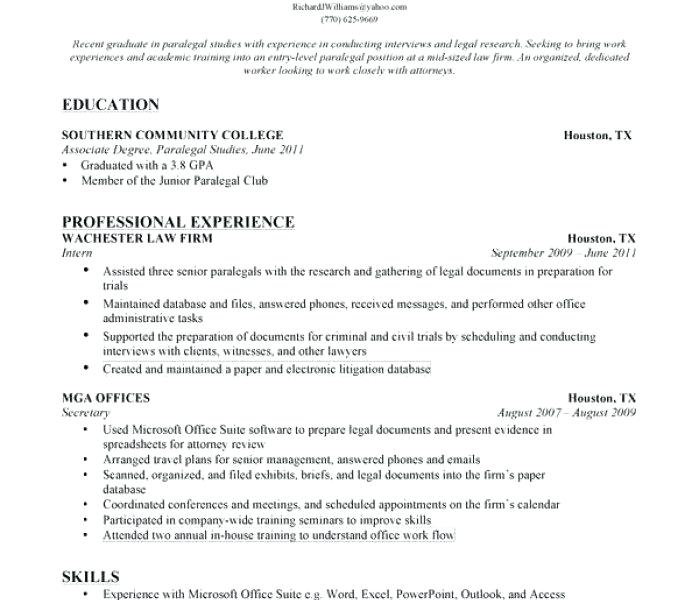 RichardJWilliams@yahoo.com
(770) 625-9669
Recent graduate in paralegal studies with experience in conducting interviews and legal research. Seeking to bring work
experiences and academic training into an entry-level paralegal position at a mid-sized law firm. An organized, dedicated
worker looking to work closely with attorneys.
EDUCATION
SOUTHERN COMMUNITY COLLEGE Houston, TX
Associate Degree, Paralegal Studies, June 2011
• Graduated with a 3.8 GPA
• Member of the Junior Paralegal Club
PROFESSIONAL EXPERIENCE
WACHESTER LAW FIRM Houston, TX
Intern September 2009 – June 2011
• Assisted three senior paralegals with the research and gathering of legal documents in preparation for
trials
• Maintained database and files, answered phones, received messages, and performed other office
administrative tasks
• Supported the preparation of documents for criminal and civil trials by scheduling and conducting
interviews with clients, witnesses, and other lawyers
• Created and maintained a paper and electronic litigation database
MGA OFFICES Houston, TX
Secretary August 2007 – August 2009
• Used Microsoft Office Suite software to prepare legal documents and present evidence in
spreadsheets for attorney review
• Arranged travel plans for senior management, answered phones and emails
• Scanned, organized, and filed exhibits, briefs, and legal documents into the firm's paper
database
• Coordinated conferences and meetings, and scheduled appointments on the firm's calendar
• Participated in company-wide training seminars to improve skills
• Attended two annual in-house training to understand office work flow
SKILLS
• Experience with Microsoft Office Suite e.g. Word, Excel, PowerPoint, Outlook, and Access